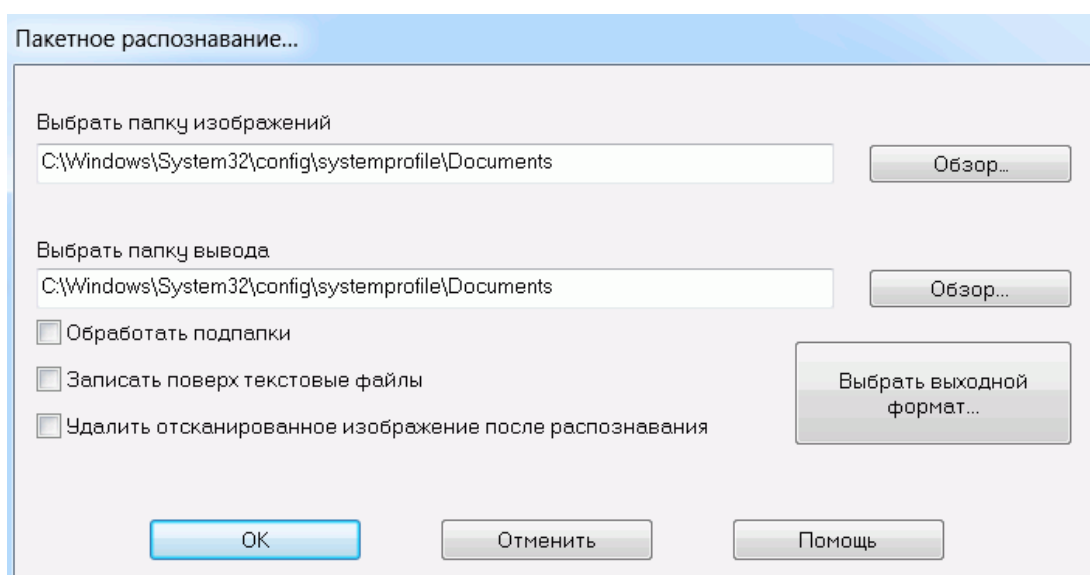 Пакетное распознавание...
Выбрать папку изображений
C:\Windows\System32\config\systemprofile\Documents
Обзор...
Выбрать папку вывода
C:\Windows\System32\config\systemprofile\Documents
Обзор...
Обработать подпапки
Записать поверх текстовые файлы
Удалить отсканированное изображение после распознавания
Выбрать выходной
формат...
OK
Отменить
Помощь